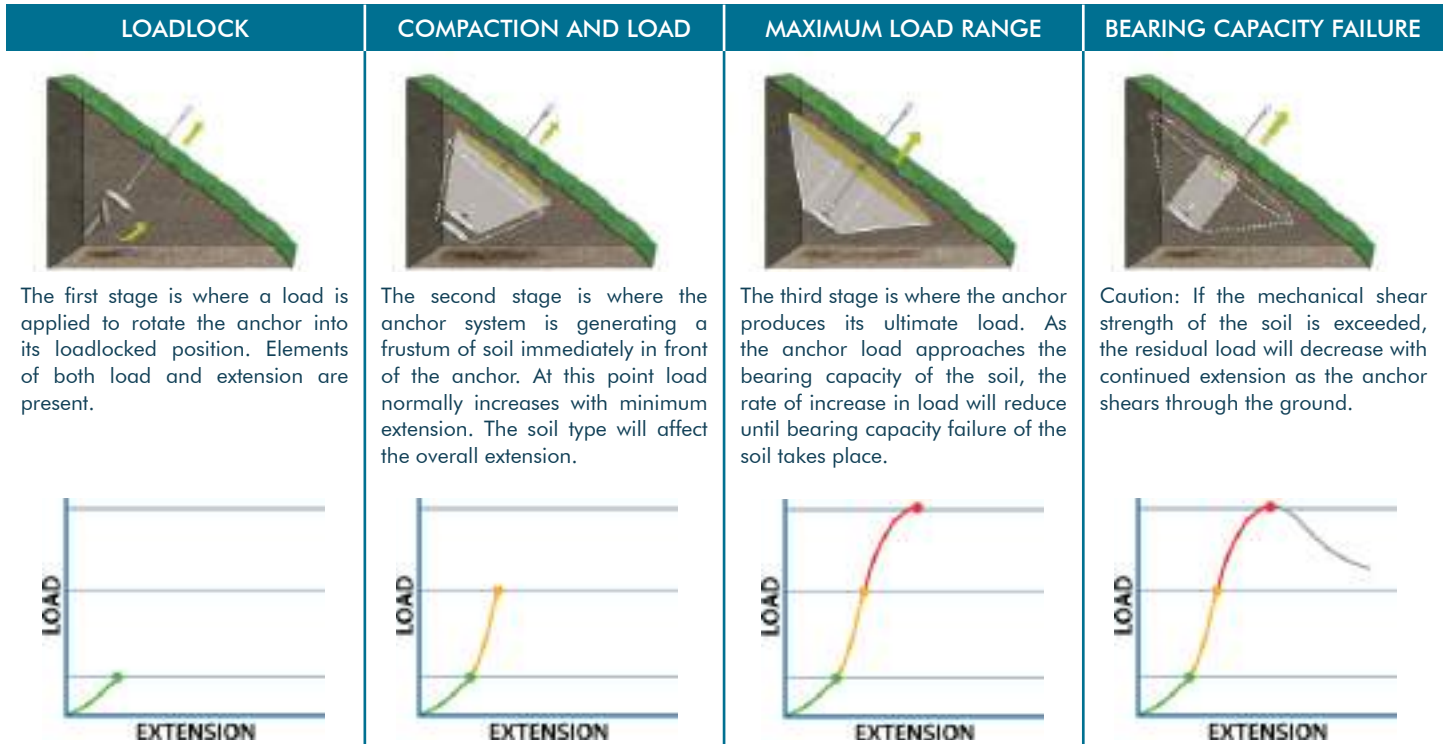 LOADLOCK
The first stage is where a load is
applied to rotate the anchor into
its loadlocked position. Elements
of both load and extension are
present.
LOAD
EXTENSION
COMPACTION AND LOAD
The second stage is where the
anchor system is generating a
frustum of soil immediately in front
of the anchor. At this point load
normally increases with minimum
extension. The soil type will affect
the overall extension.
LOAD
EXTENSION
MAXIMUM LOAD RANGE
The third stage is where the anchor
produces its ultimate load. As
the anchor load approaches the
bearing capacity of the soil, the
rate of increase in load will reduce
until bearing capacity failure of the
soil takes place.
LOAD
EXTENSION
BEARING CAPACITY FAILURE
Caution: If the mechanical shear
strength of the soil is exceeded,
the residual load will decrease with
continued extension as the anchor
shears through the ground.
LOAD
EXTENSION